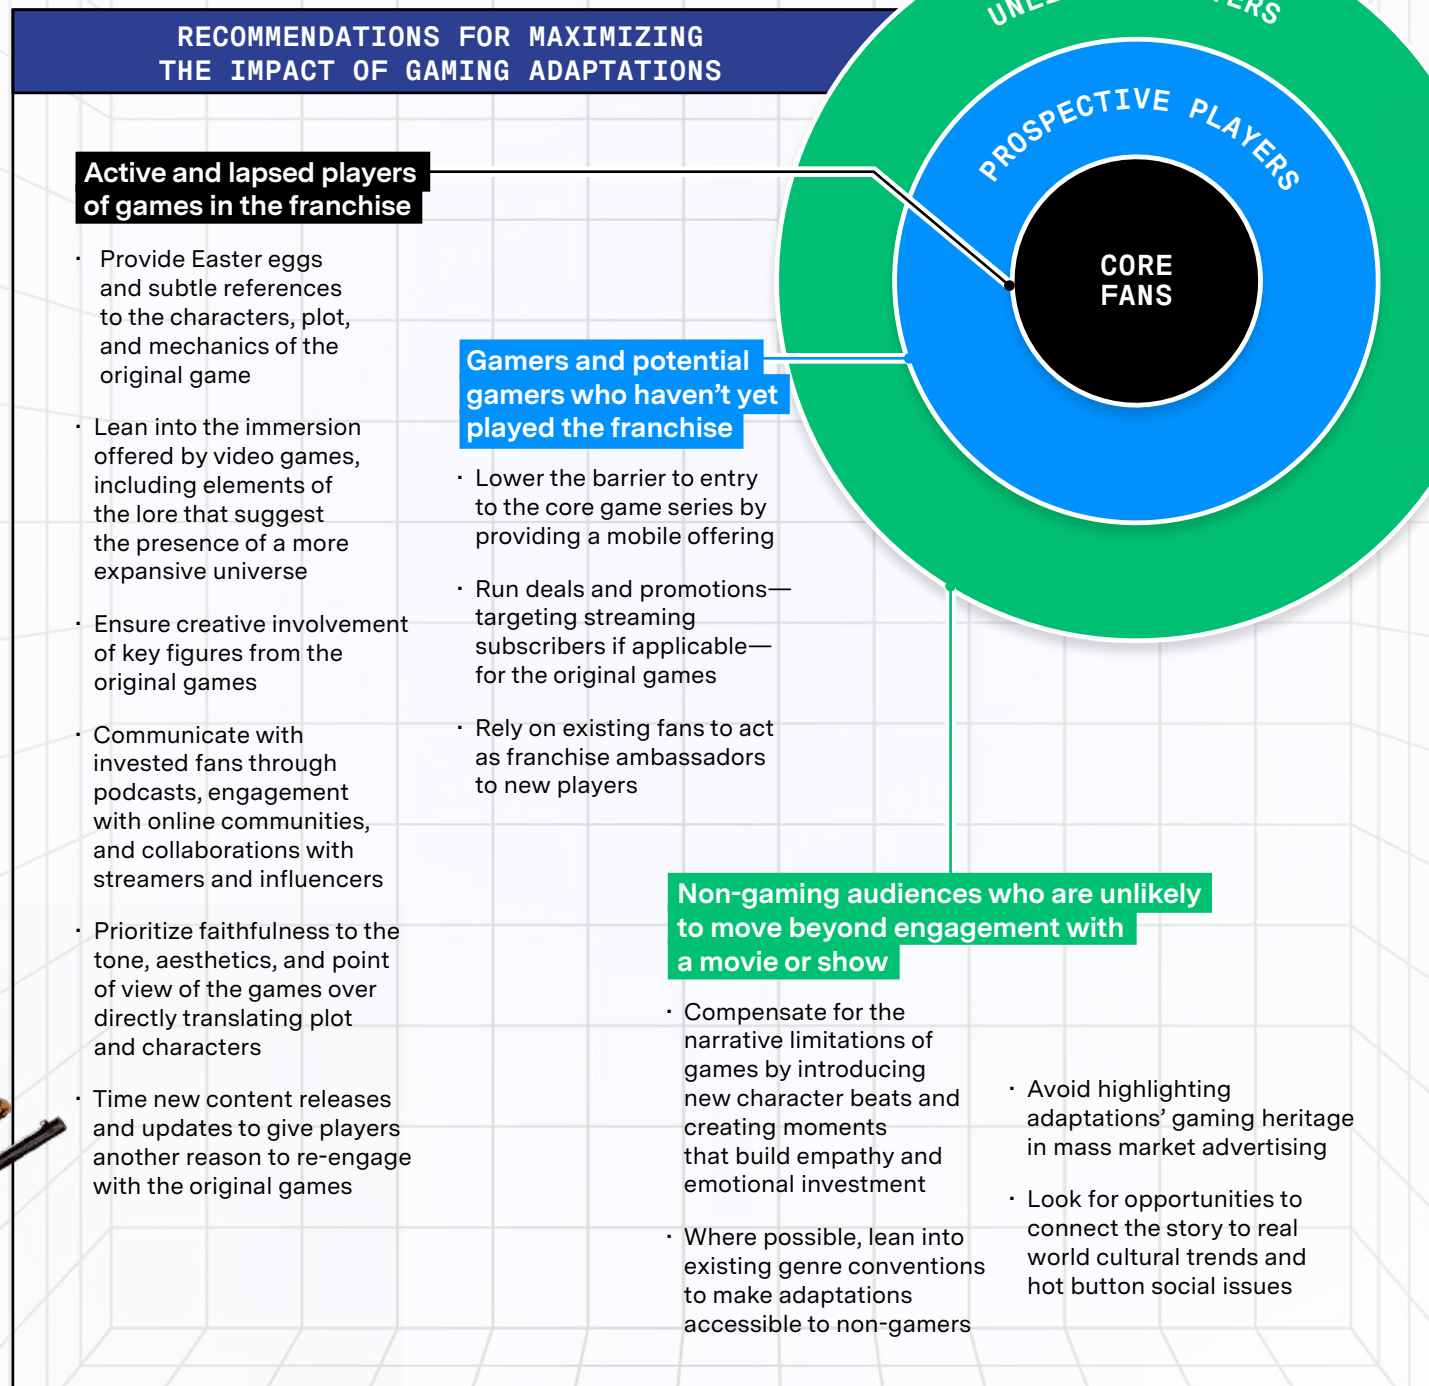 RECOMMENDATIONS FOR MAXIMIZING
THE IMPACT OF GAMING ADAPTATIONS
PROSPECTIVE PLAYERS
CORE
FANS
Active and lapsed players
of games in the franchise
· Provide Easter eggs
and subtle references
to the characters, plot,
and mechanics of the
original game
· Lean into the immersion
offered by video games,
including elements of
the lore that suggest
the presence of a more
expansive universe
· Ensure creative involvement
of key figures from the
original games
· Communicate with
invested fans through
podcasts, engagement
with online communities,
and collaborations with
streamers and influencers
· Prioritize faithfulness to the
tone, aesthetics, and point
of view of the games over
directly translating plot
and characters
· Time new content releases
and updates to give players
another reason to re-engage
with the original games
Gamers and potential
gamers who haven’t yet
played the franchise
· Lower the barrier to entry
to the core game series by
providing a mobile offering
· Run deals and promotions—
targeting streaming
subscribers if applicable—
for the original games
· Rely on existing fans to act
as franchise ambassadors
to new players
Non-gaming audiences who are unlikely
to move beyond engagement with
a movie or show
· Compensate for the
narrative limitations of
games by introducing
new character beats and
creating moments
that build empathy and
emotional investment
· Where possible, lean into
existing genre conventions
to make adaptations
accessible to non-gamers
· Avoid highlighting
adaptations’ gaming heritage
in mass market advertising
· Look for opportunities to
connect the story to real
world cultural trends and
hot button social issues